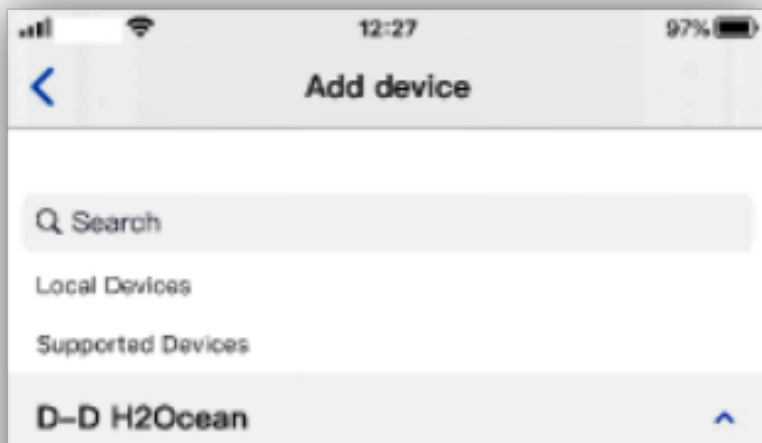 12:27 97%
Add device
Search
Local Devices
Supported Devices
D-D H2Ocean